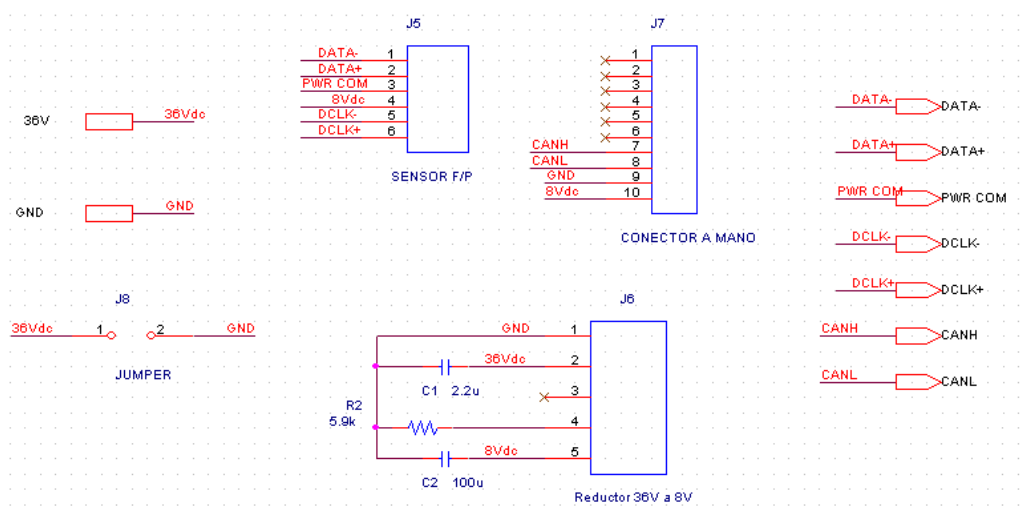 J5
J7
DATA- 1
DATA+ 2
PWR COM 3
8Vdc 4
DCLK- 5
DCLK+ 6
SENSOR F/P
1
2
3
4
5
6
CANH 7
CANL 8
GND 9
8Vdc 10
CONECTOR A MANO
36V 36Vdc
GND GND
DATA- DATA-
DATA+ DATA+
PWR COM PWR COM
DCLK- DCLK-
DCLK+ DCLK+
CANH CANH
CANL CANL
J8
36Vdc 1 2 GND
JUMPER
J6
GND 1
36Vdc 2
C1 2.2u
3
R2
5.9k
4
8Vdc 5
C2 100u
Reductor 36V a 8V